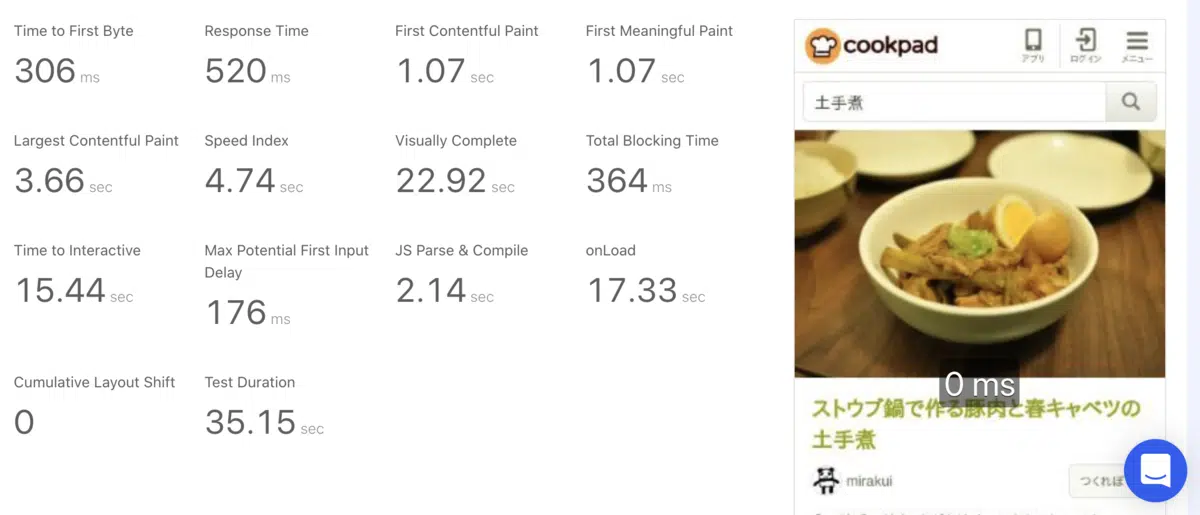 Time to First Byte
306 ms
Response Time
520 ms
First Contentful Paint
1.07 sec
First Meaningful Paint
1.07 sec
Largest Contentful Paint
3.66 sec
Speed Index
4.74 sec
Visually Complete
22.92 sec
Total Blocking Time
364 ms
Time to Interactive
15.44 sec
Max Potential First Input
Delay
176 ms
JS Parse & Compile
2.14 sec
onLoad
17.33 sec
Cumulative Layout Shift
0
Test Duration
35.15 sec
cookpad
アプリ
ログイン
メニュー
土手煮
0 ms
ストウブ鍋で作る豚肉と春キャベツの
土手煮
mirakui
つくれぽ